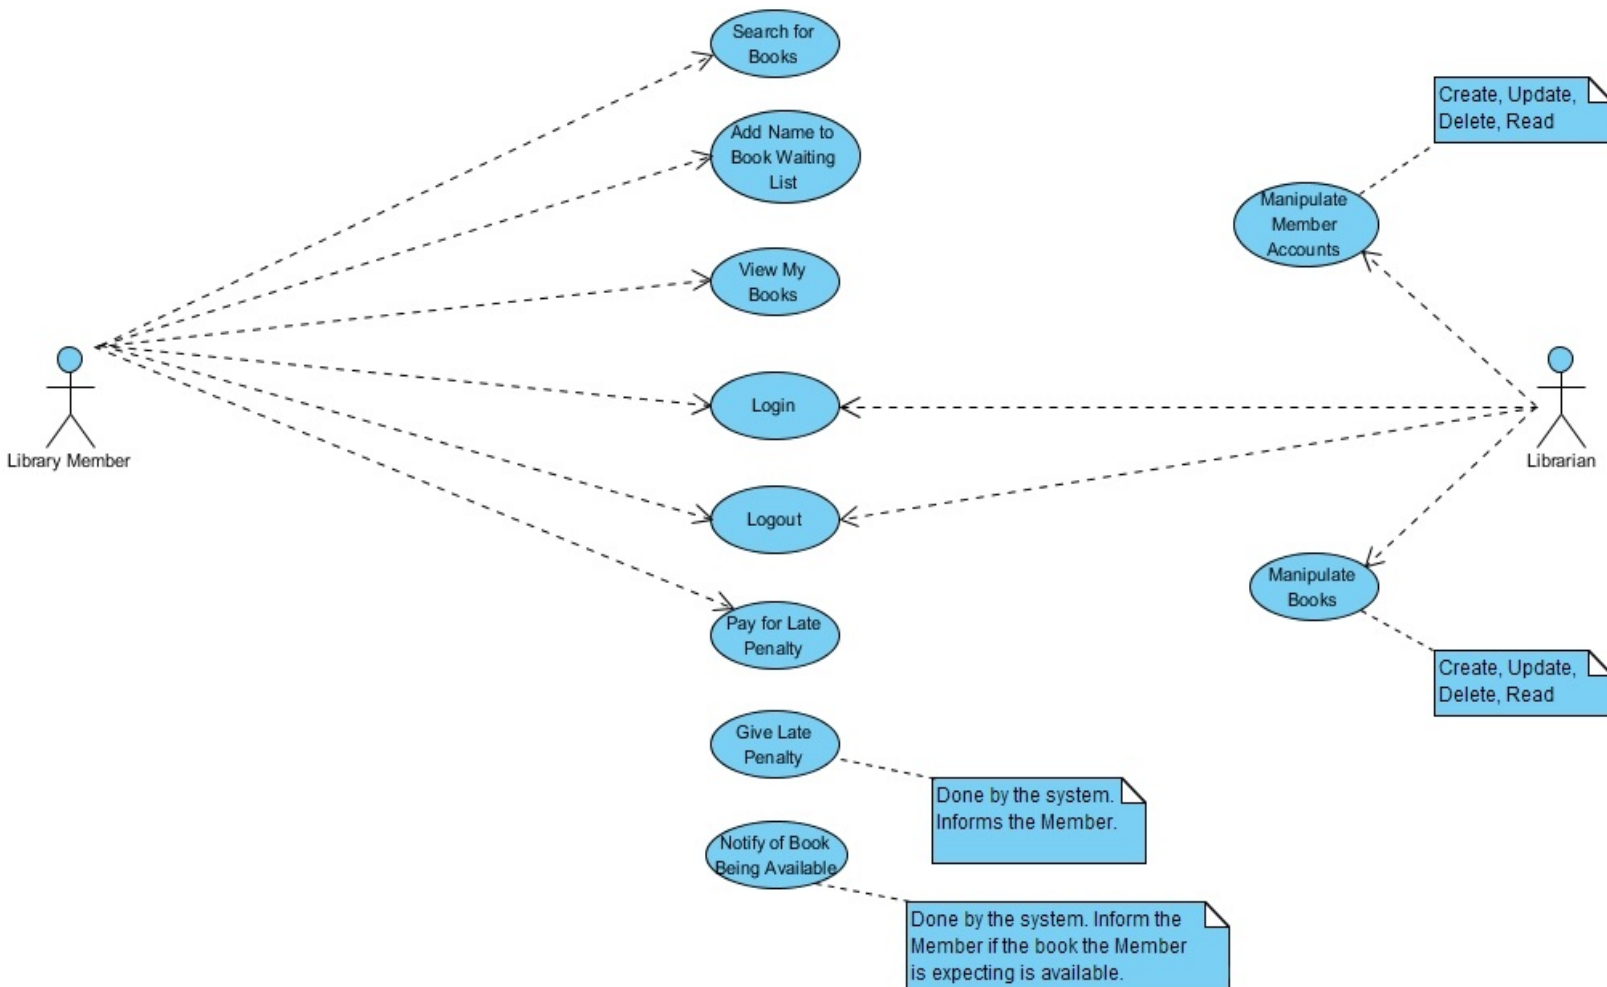 Search for
Books
Add Name to
Book Waiting
List
View My
Books
Login
Logout
Pay for Late
Penalty
Give Late
Penalty
Notify of Book
Being Available
Library Member
Librarian
Manipulate
Member
Accounts
Create, Update,
Delete, Read
Manipulate
Books
Create, Update,
Delete, Read
Done by the system.
Informs the Member.
Done by the system. Inform the
Member if the book the Member
is expecting is available.